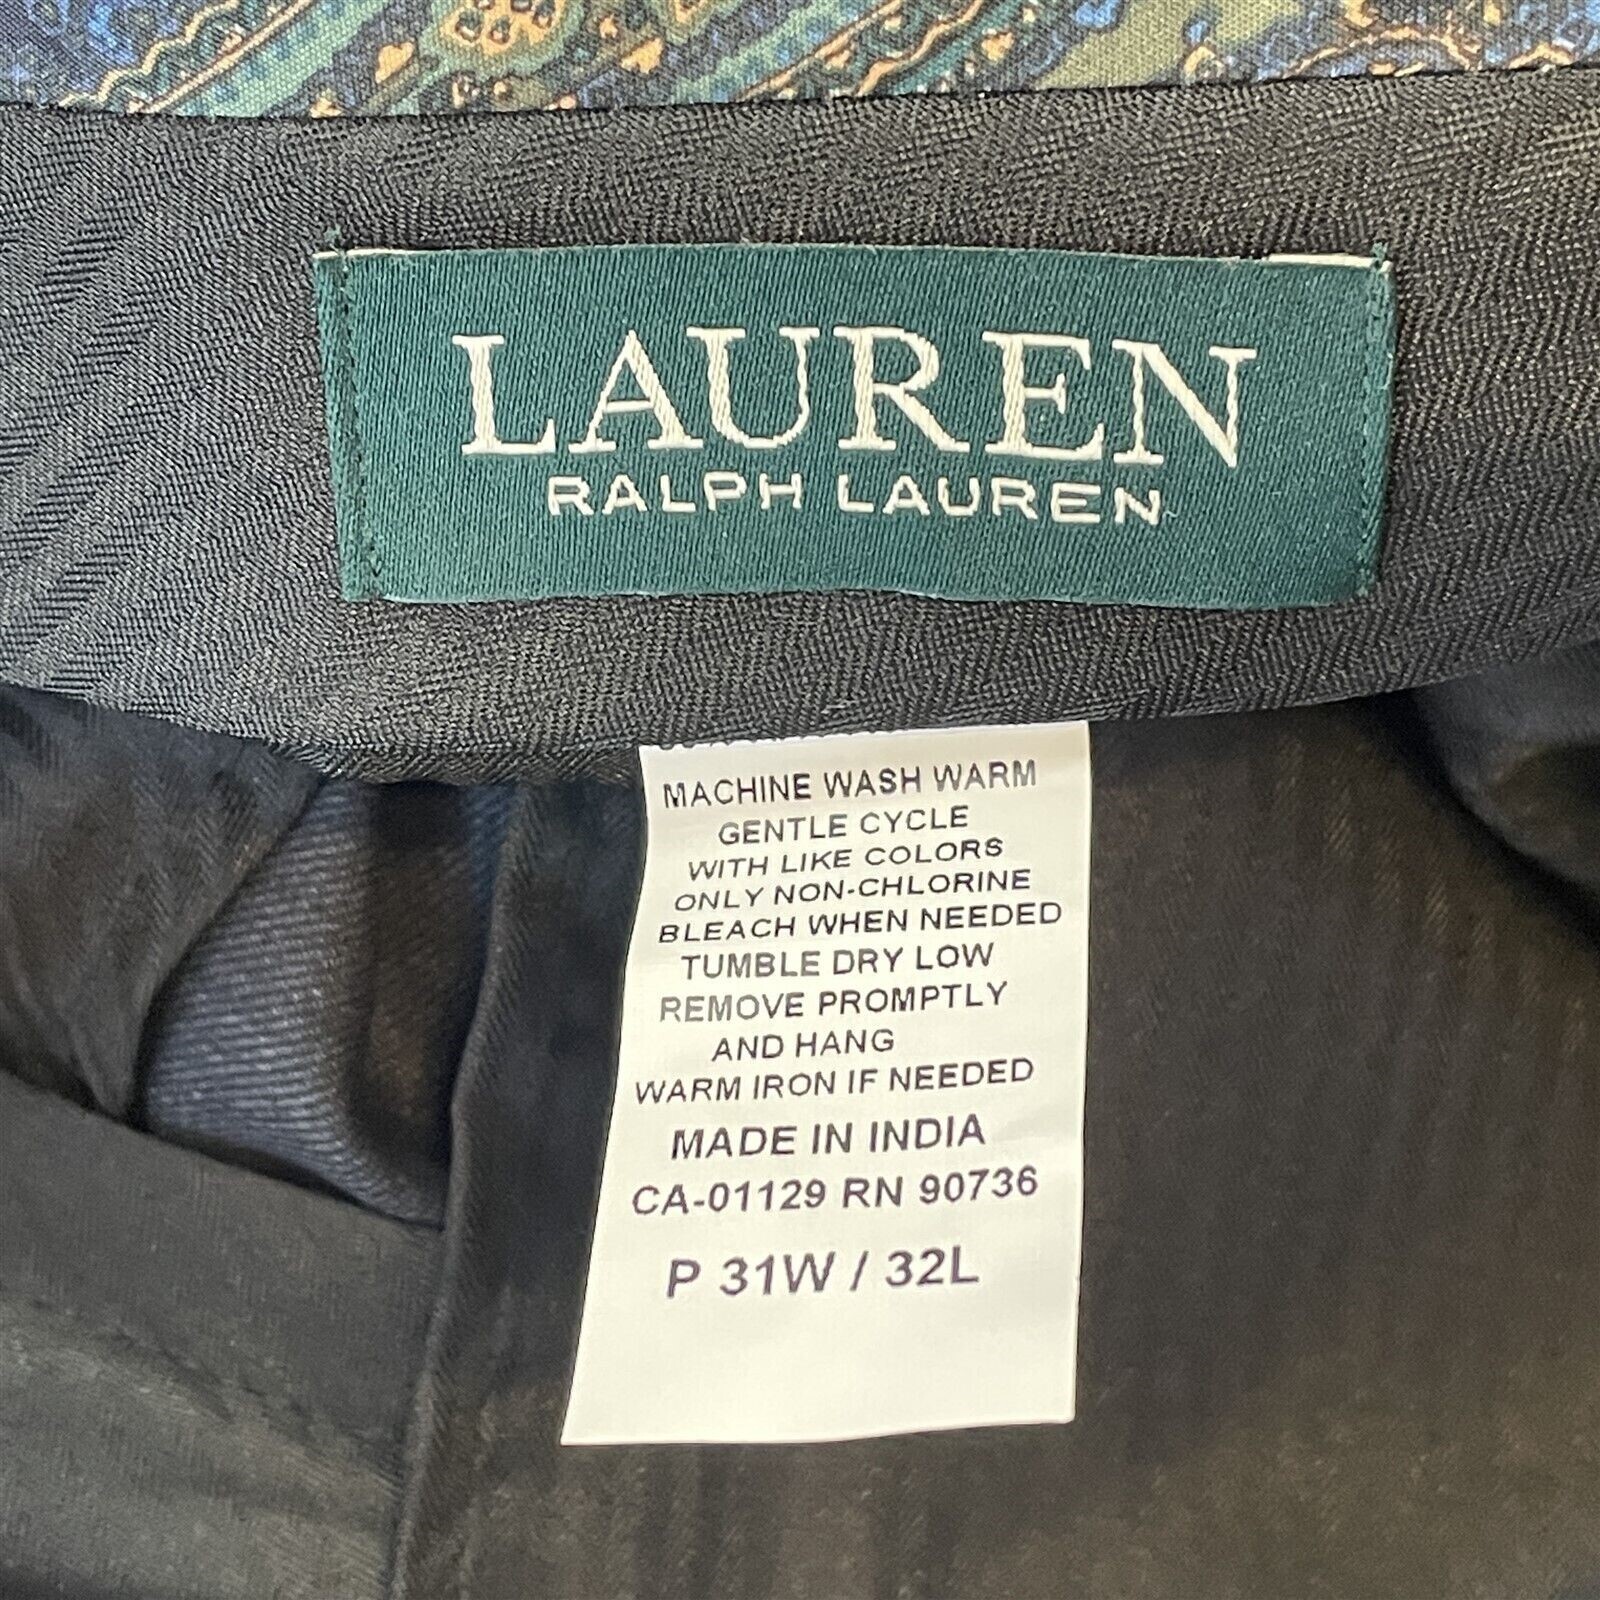 LAUREN
RALPH LAUREN
MACHINE WASH WARM
GENTLE CYCLE
WITH LIKE COLORS
ONLY NON-CHLORINE
BLEACH WHEN NEEDED
TUMBLE DRY LOW
REMOVE PROMPTLY
AND HANG
WARM IRON IF NEEDED
MADE IN INDIA
CA-01129 RN 90736
P 31W / 32L